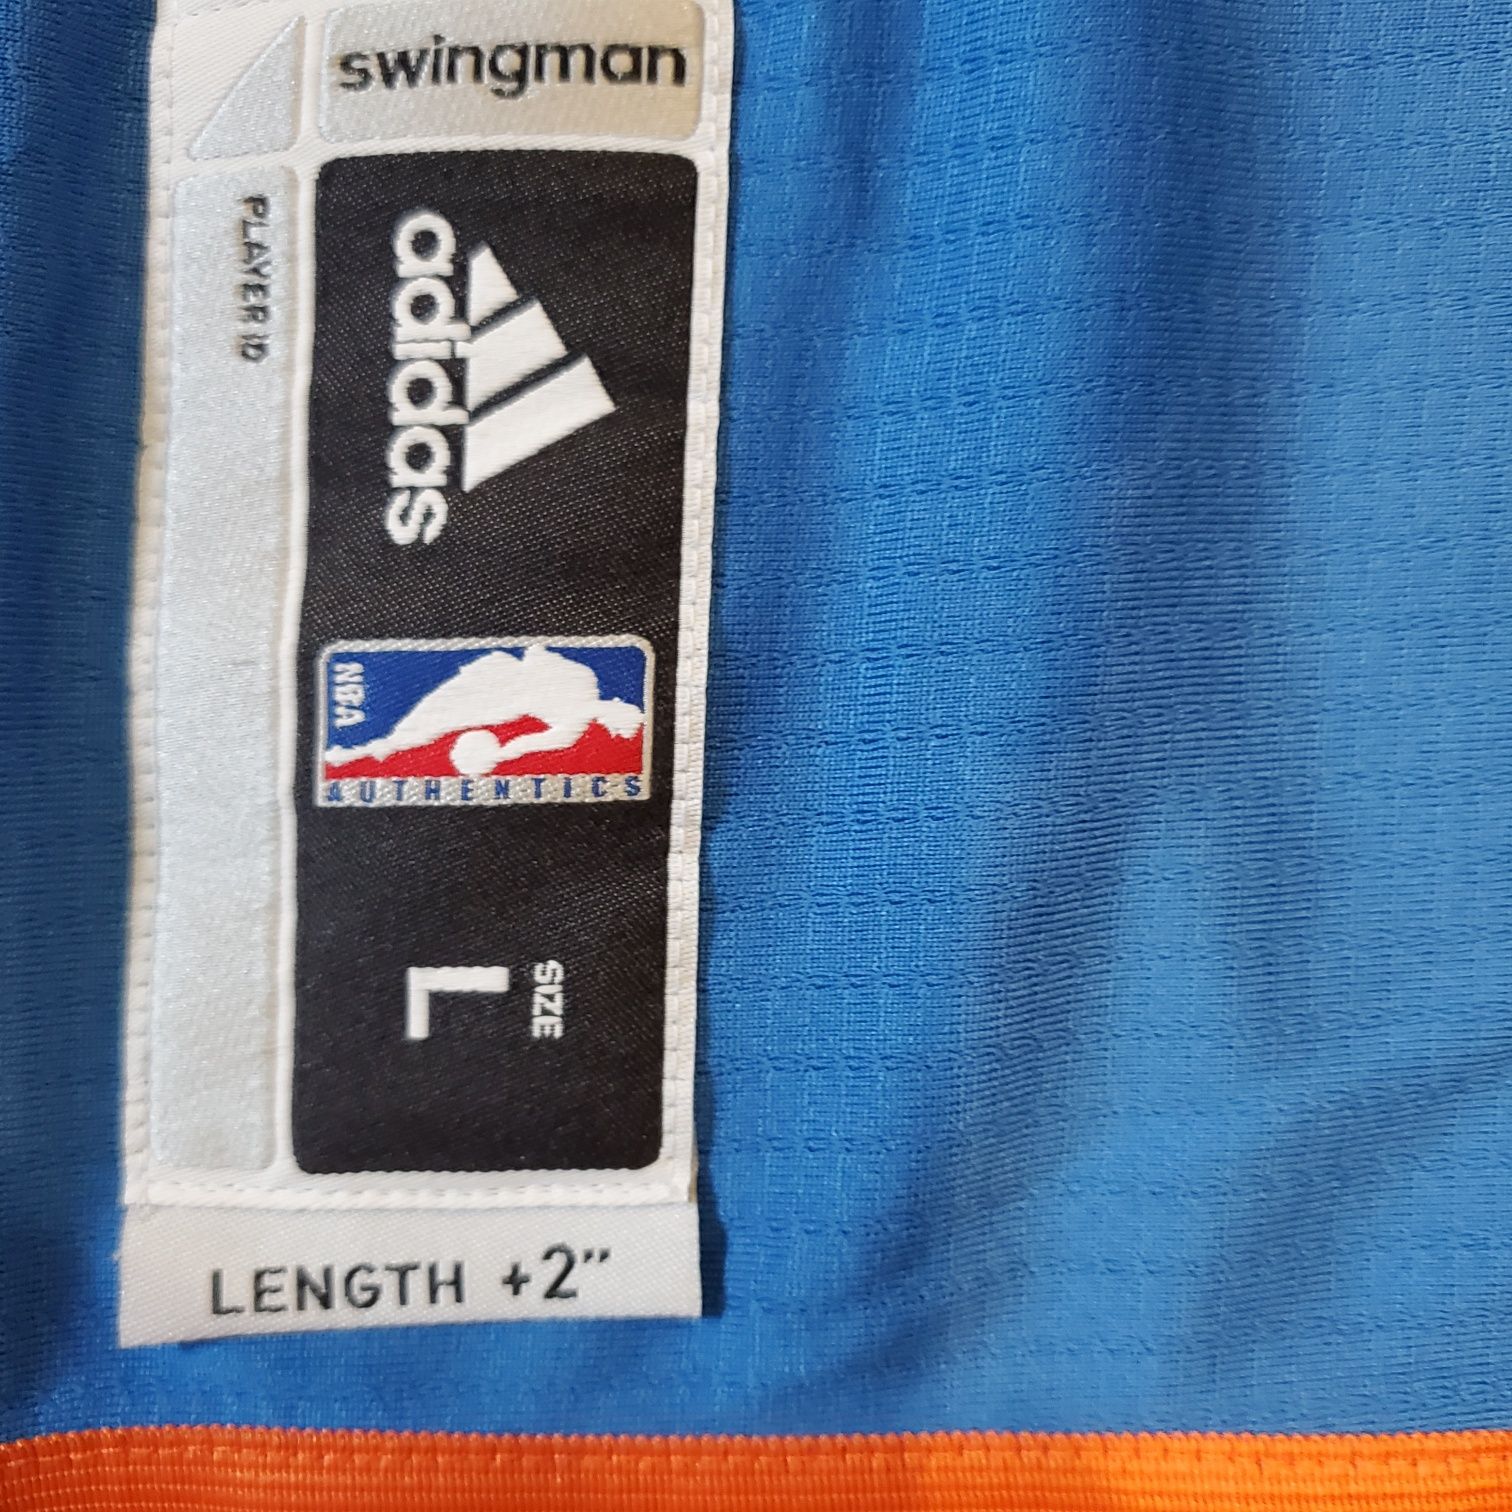 swingman
PLAYER ID
adidas
NBA
AUTHENTICS
SIZE
L
LENGTH +2"